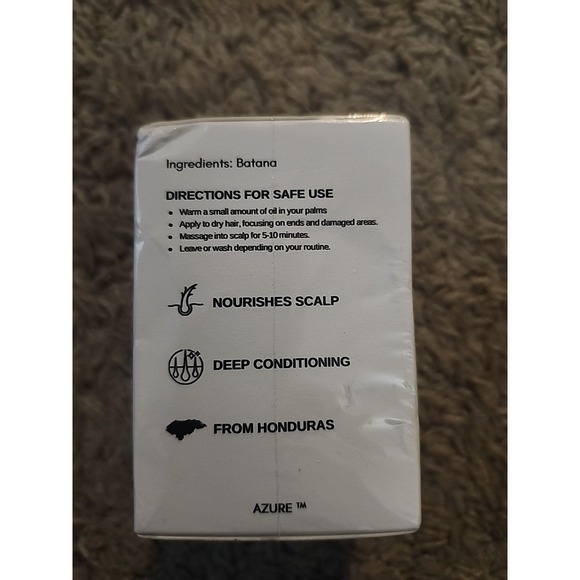 Ingredients: Batana
DIRECTIONS FOR SAFE USE
• Warm a small amount of oil in your palms
• Apply to dry hair, focusing on ends and damaged areas.
• Massage into scalp for 5-10 minutes.
• Leave or wash depending on your routine.
NOURISHES SCALP
DEEP CONDITIONING
FROM HONDURAS
AZURE ™